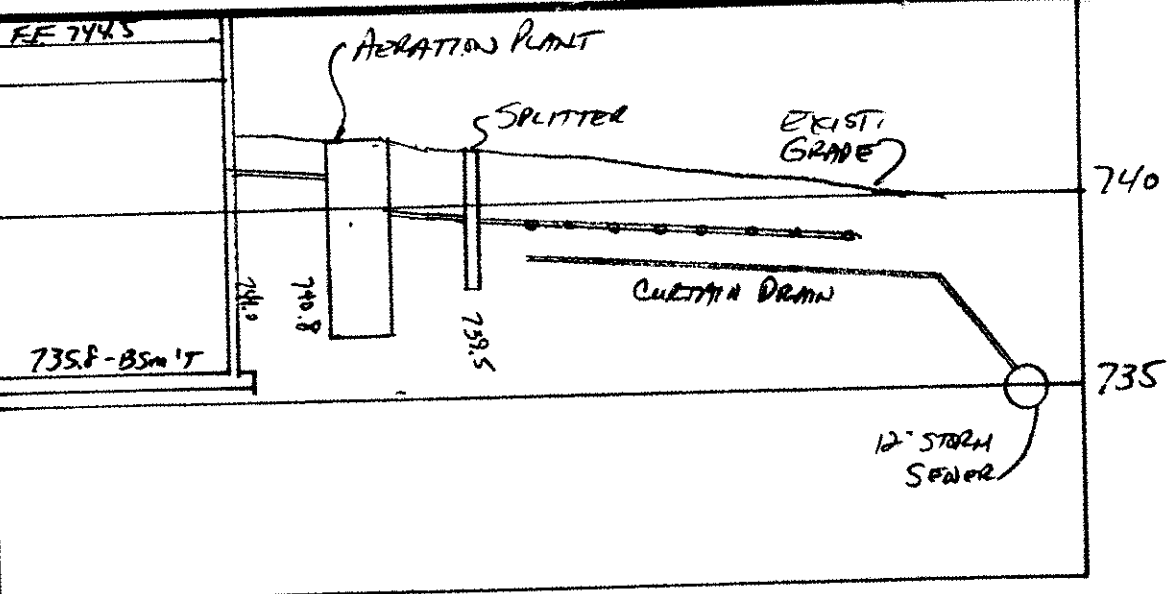 F.F. 744.5
AERATION PLANT
SPLITTER
EXIST.
GRADE
740
741.0
740.8
739.5
CURTAIN DRAIN
735.8 - BSM'T
735
12" STORM
SEWER